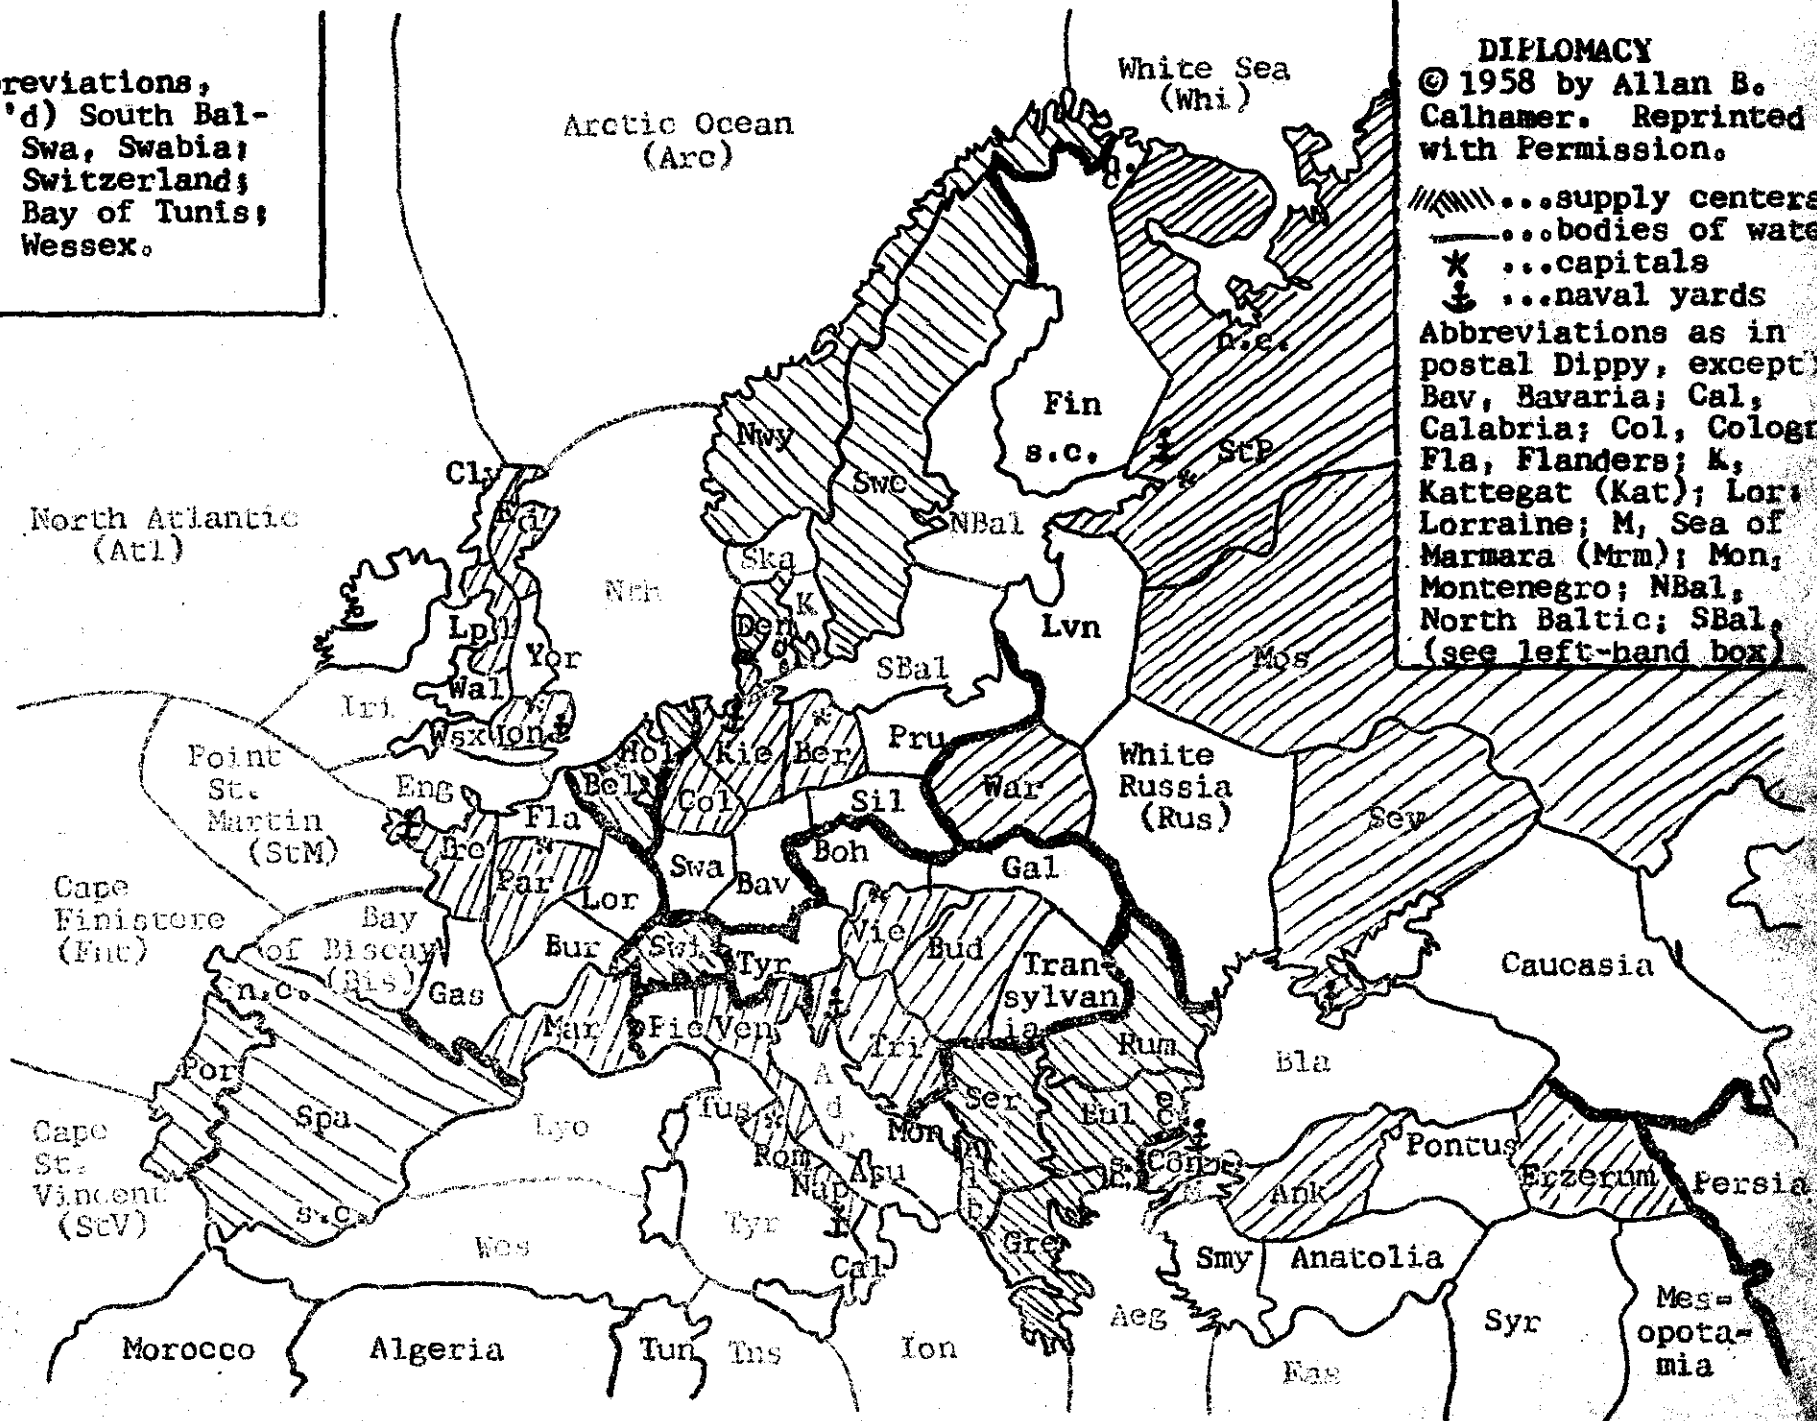 breviations,
'd) South Bal-
Swa, Swabia;
Switzerland;
Bay of Tunis;
Wessex.
DIPLOMACY
© 1958 by Allan B.
Calhamer. Reprinted
with Permission.
...supply centers
...bodies of wate
...capitals
...naval yards
Abbreviations as in
postal Dippy, except:
Bav, Bavaria; Cal,
Calabria; Col, Cologn
Fla, Flanders; K,
Kattegat (Kat); Lor:
Lorraine; M, Sea of
Marmara (Mrm); Mon,
Montenegro; NBal,
North Baltic; SBal,
(see left-hand box)
White Sea
(Whi)
Arctic Ocean
(Arc)
n.c.
Fin
s.c.
StP
Nwy
Swe
Cly
Edi
North Atlantic
(Atl)
NBal
Ska
Nth
K
Den
Lvn
Lpl
Yor
Mos
SBal
Wal
Iri
Wsx
Lon
Point
St.
Martin
(StM)
Eng
Hol
Kie
Ber
Pru
White
Russia
(Rus)
Bel
Col
Sil
War
Sev
Fla
Bre
Boh
Par
Swa
Bav
Gal
Lor
Cape
Finistere
(Fnt)
Bay
of Biscay
(Bis)
Bur
Swi
Tyr
Vie
Bud
Tran-
sylvan
ia
Caucasia
n.c.
Gas
Mar
Pie
Ven
Tri
Rum
Bla
Por
Spa
s.c.
Lyo
Tus
A
d
r
Ser
Bul
e
c
Mon
Con
s.
c.
Pontus
Cape
St.
Vincent
(StV)
Rom
Nap
Apu
Alb
M
Ank
Erzerum
Persia
Wes
Tyr
Cal
Gre
Smy
Anatolia
Aeg
Morocco
Algeria
Tun
Tns
Ion
Eas
Syr
Mes-
opota-
mia